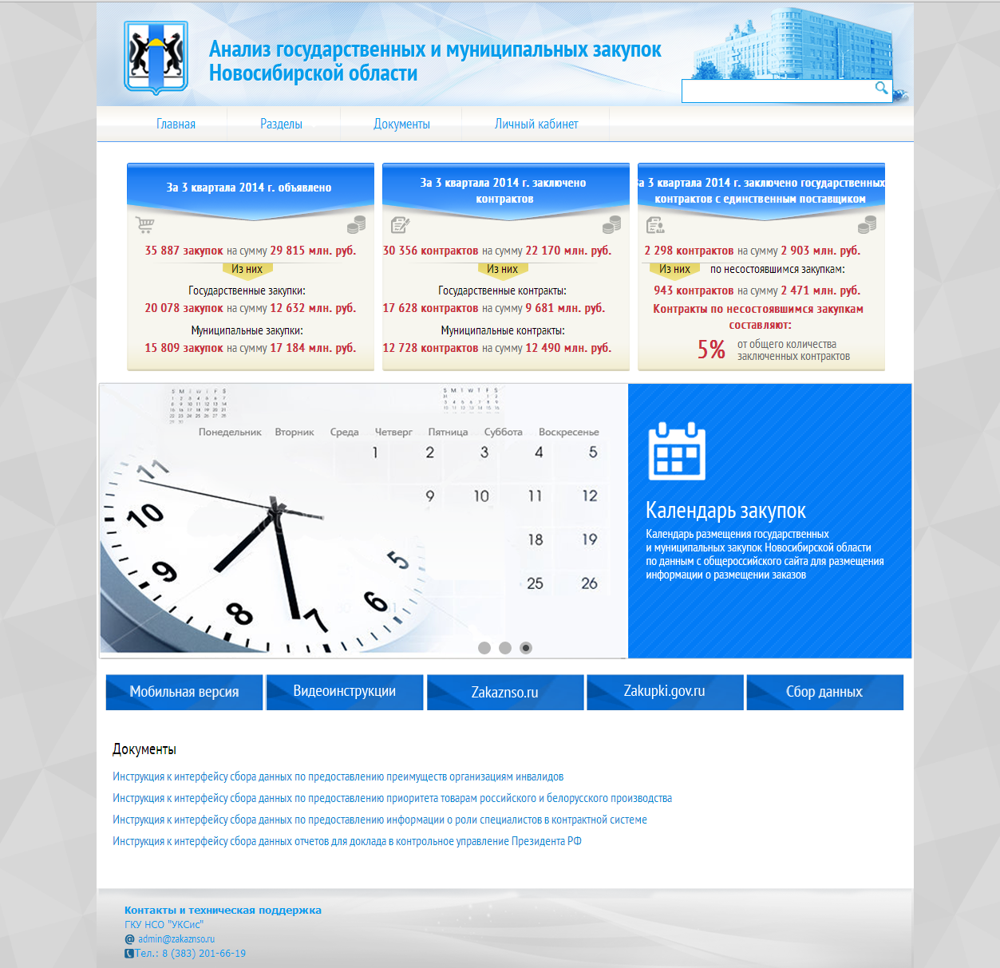 Анализ государственных и муниципальных закупок
Новосибирской области
Главная
Разделы
Документы
Личный кабинет
За 3 квартала 2014 г. объявлено
35 887 закупок на сумму 29 815 млн. руб.
Из них
Государственные закупки:
20 078 закупок на сумму 12 632 млн. руб.
Муниципальные закупки:
15 809 закупок на сумму 17 184 млн. руб.
За 3 квартала 2014 г. заключено
контрактов
30 356 контрактов на сумму 22 170 млн. руб.
Из них
Государственные контракты:
17 628 контрактов на сумму 9 681 млн. руб.
Муниципальные контракты:
12 728 контрактов на сумму 12 490 млн. руб.
За 3 квартала 2014 г. заключено государственных
контрактов с единственным поставщиком
2 298 контрактов на сумму 2 903 млн. руб.
Из них по несостоявшимся закупкам:
943 контрактов на сумму 2 471 млн. руб.
Контракты по несостоявшимся закупкам
составляют:
5% от общего количества
заключенных контрактов
S M T W T F S
Понедельник Вторник Среда Четверг Пятница Суббота Воскресенье
1 2 3 4 5
9 10 11 12
18 19
25 26
11
10
9
8
7
6
5
Календарь закупок
Календарь размещения государственных
и муниципальных закупок Новосибирской области
по данным с общероссийского сайта для размещения
информации о размещении заказов
Мобильная версия
Видеоинструкции
Zakaznso.ru
Zakupki.gov.ru
Сбор данных
Документы
Инструкция к интерфейсу сбора данных по предоставлению преимуществ организациям инвалидов
Инструкция к интерфейсу сбора данных по предоставлению приоритета товарам российского и белорусского производства
Инструкция к интерфейсу сбора данных по предоставлению информации о роли специалистов в контрактной системе
Инструкция к интерфейсу сбора данных отчетов для доклада в контрольное управление Президента РФ
Контакты и техническая поддержка
ГКУ НСО "УКСис"
admin@zakaznso.ru
Тел.: 8 (383) 201-66-19